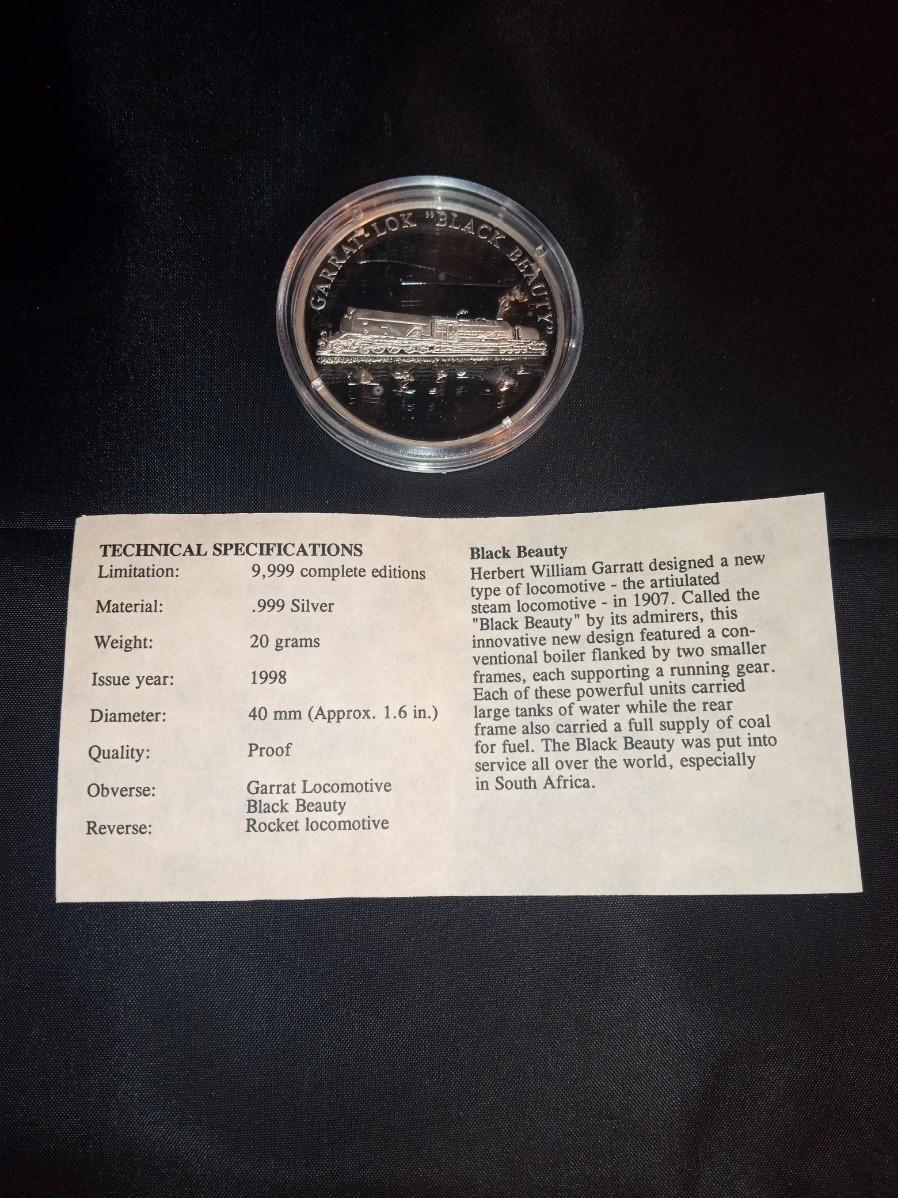 GARRAT-LOK "BLACK BEAUTY"
TECHNICAL SPECIFICATIONS
Limitation: 9,999 complete editions
Material: .999 Silver
Weight: 20 grams
Issue year: 1998
Diameter: 40 mm (Approx. 1.6 in.)
Quality: Proof
Obverse: Garrat Locomotive
Black Beauty
Reverse: Rocket locomotive
Black Beauty
Herbert William Garratt designed a new
type of locomotive - the artiulated
steam locomotive - in 1907. Called the
"Black Beauty" by its admirers, this
innovative new design featured a con-
ventional boiler flanked by two smaller
frames, each supporting a running gear.
Each of these powerful units carried
large tanks of water while the rear
frame also carried a full supply of coal
for fuel. The Black Beauty was put into
service all over the world, especially
in South Africa.